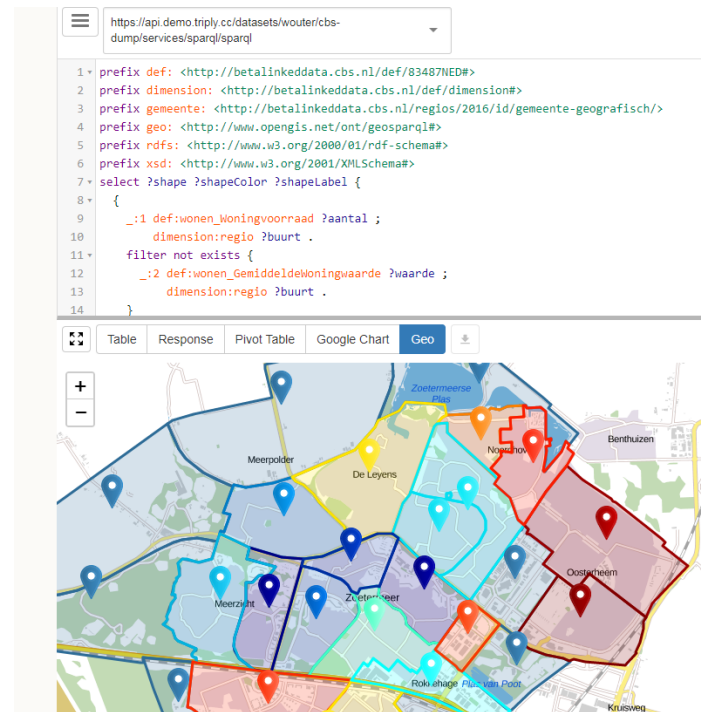 https://api.demo.triply.cc/datasets/wouter/cbs-
dump/services/sparql/sparql
1 prefix def: <http://betalinkeddata.cbs.nl/def/83487NED#>
2 prefix dimension: <http://betalinkeddata.cbs.nl/def/dimension#>
3 prefix gemeente: <http://betalinkeddata.cbs.nl/regios/2016/id/gemeente-geografisch/>
4 prefix geo: <http://www.opengis.net/ont/geosparql#>
5 prefix rdfs: <http://www.w3.org/2000/01/rdf-schema#>
6 prefix xsd: <http://www.w3.org/2001/XMLSchema#>
7 select ?shape ?shapeColor ?shapeLabel {
8 {
9 _:1 def:wonen_Woningvoorraad ?aantal ;
10 dimension:regio ?buurt .
11 filter not exists {
12 _:2 def:wonen_GemiddeldeWoningwaarde ?waarde ;
13 dimension:regio ?buurt .
14 }
Table Response Pivot Table Google Chart Geo
+
−
Zoetermeerse
Plas
Benthuizen
Meerpolder
De Leyens
Oosterheem
Meerzicht
Plas van Poot
Kruisweg